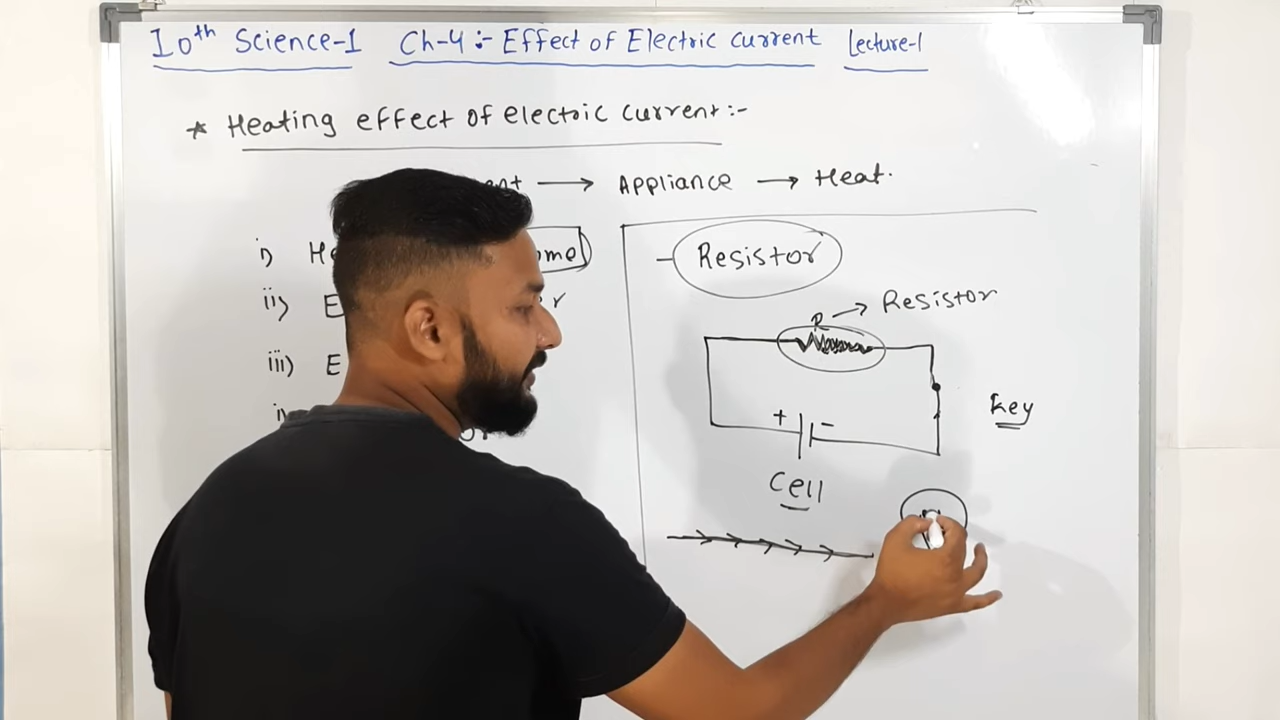 10th Science-1 Ch-4 :- Effect of Electric current Lecture-1
* Heating effect of electric current :-
→ Appliance → Heat.
i)
ii)
iii)
- Resistor
R → Resistor
+ -
Key
Cell